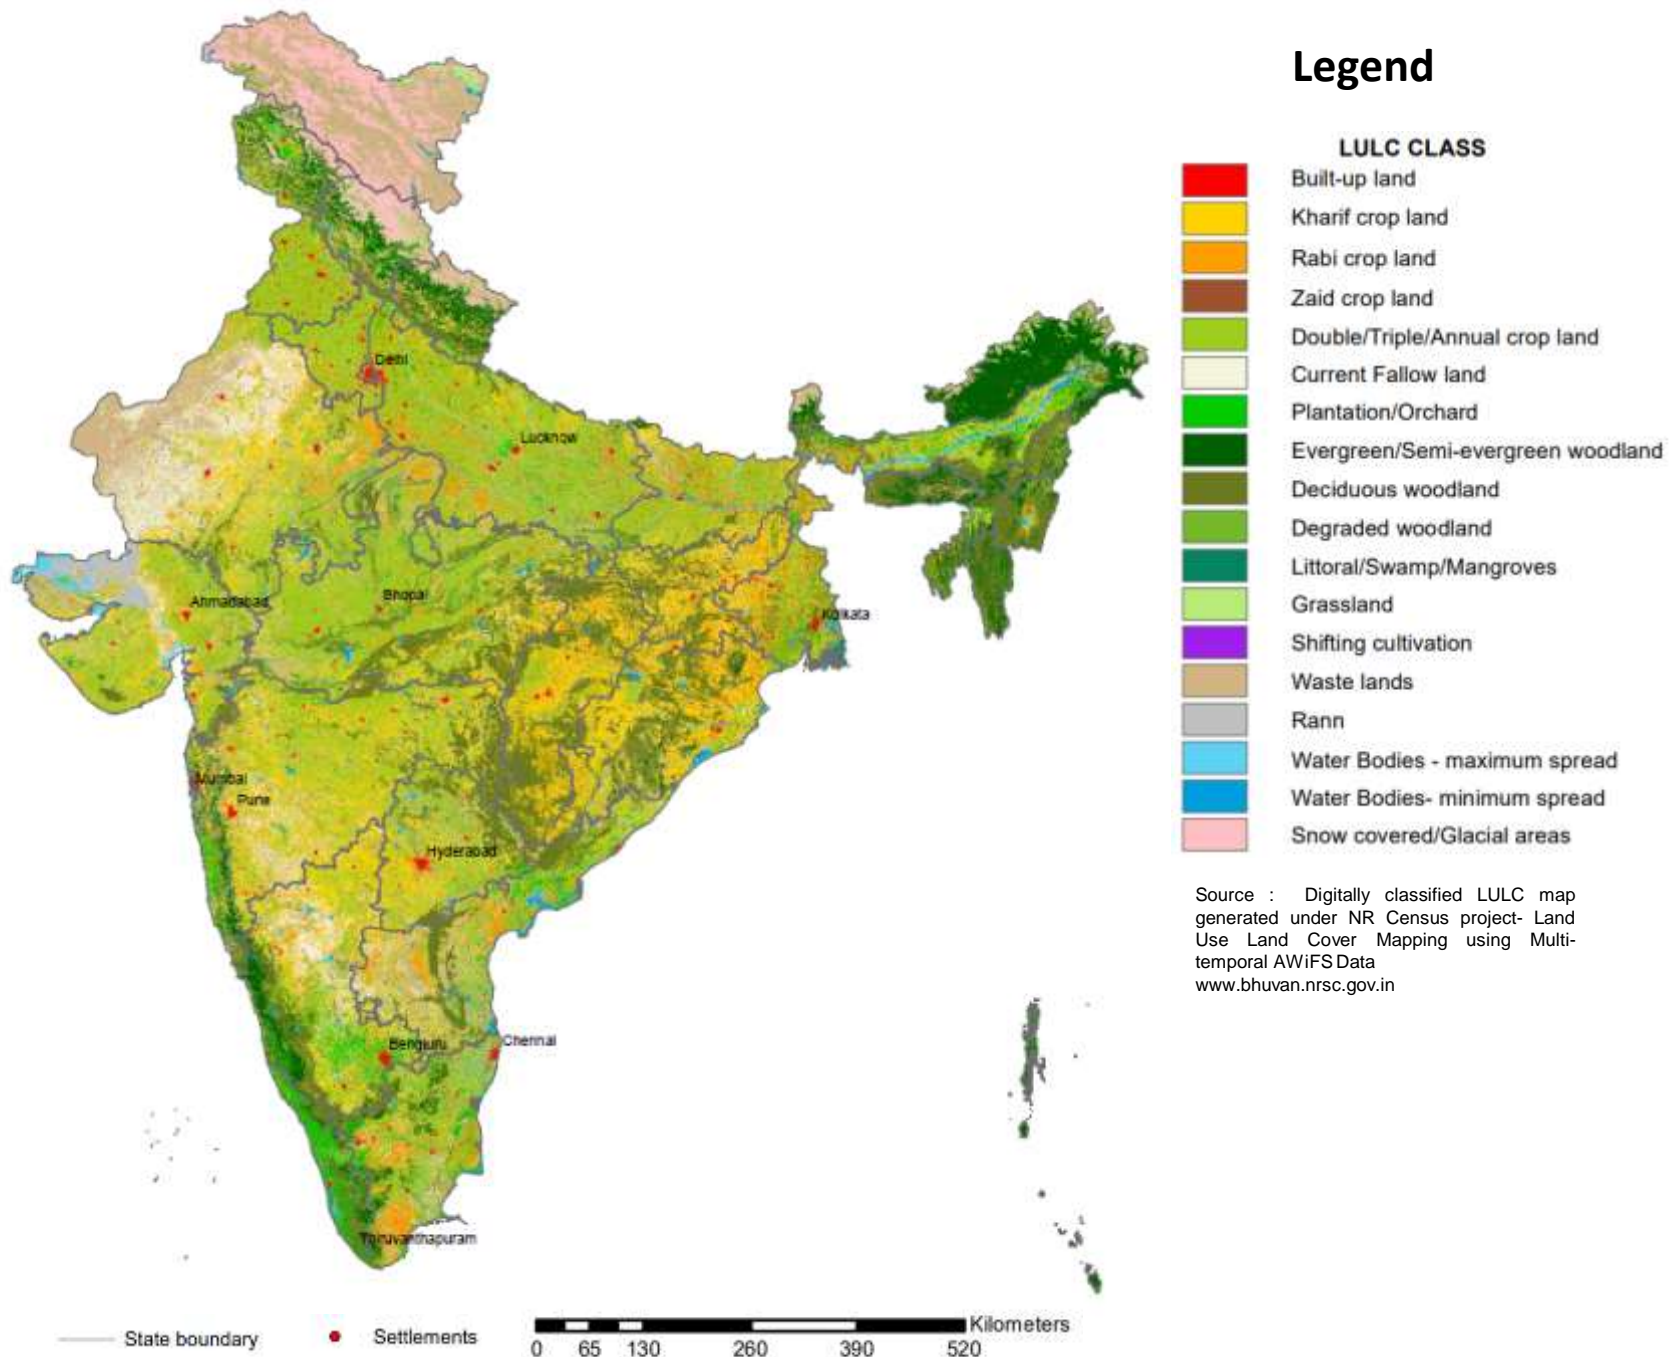 Legend
LULC CLASS
Built-up land
Kharif crop land
Rabi crop land
Zaid crop land
Double/Triple/Annual crop land
Current Fallow land
Plantation/Orchard
Evergreen/Semi-evergreen woodland
Deciduous woodland
Degraded woodland
Littoral/Swamp/Mangroves
Grassland
Shifting cultivation
Waste lands
Rann
Water Bodies - maximum spread
Water Bodies- minimum spread
Snow covered/Glacial areas
Source : Digitally classified LULC map
generated under NR Census project- Land
Use Land Cover Mapping using Multi-
temporal AWiFS Data
www.bhuvan.nrsc.gov.in
Delhi
Lucknow
Ahmadabad
Bhopal
Kolkata
Mumbai
Pune
Hyderabad
Bengluru
Chennai
Thiruvanthapuram
State boundary
Settlements
Kilometers
0 65 130 260 390 520